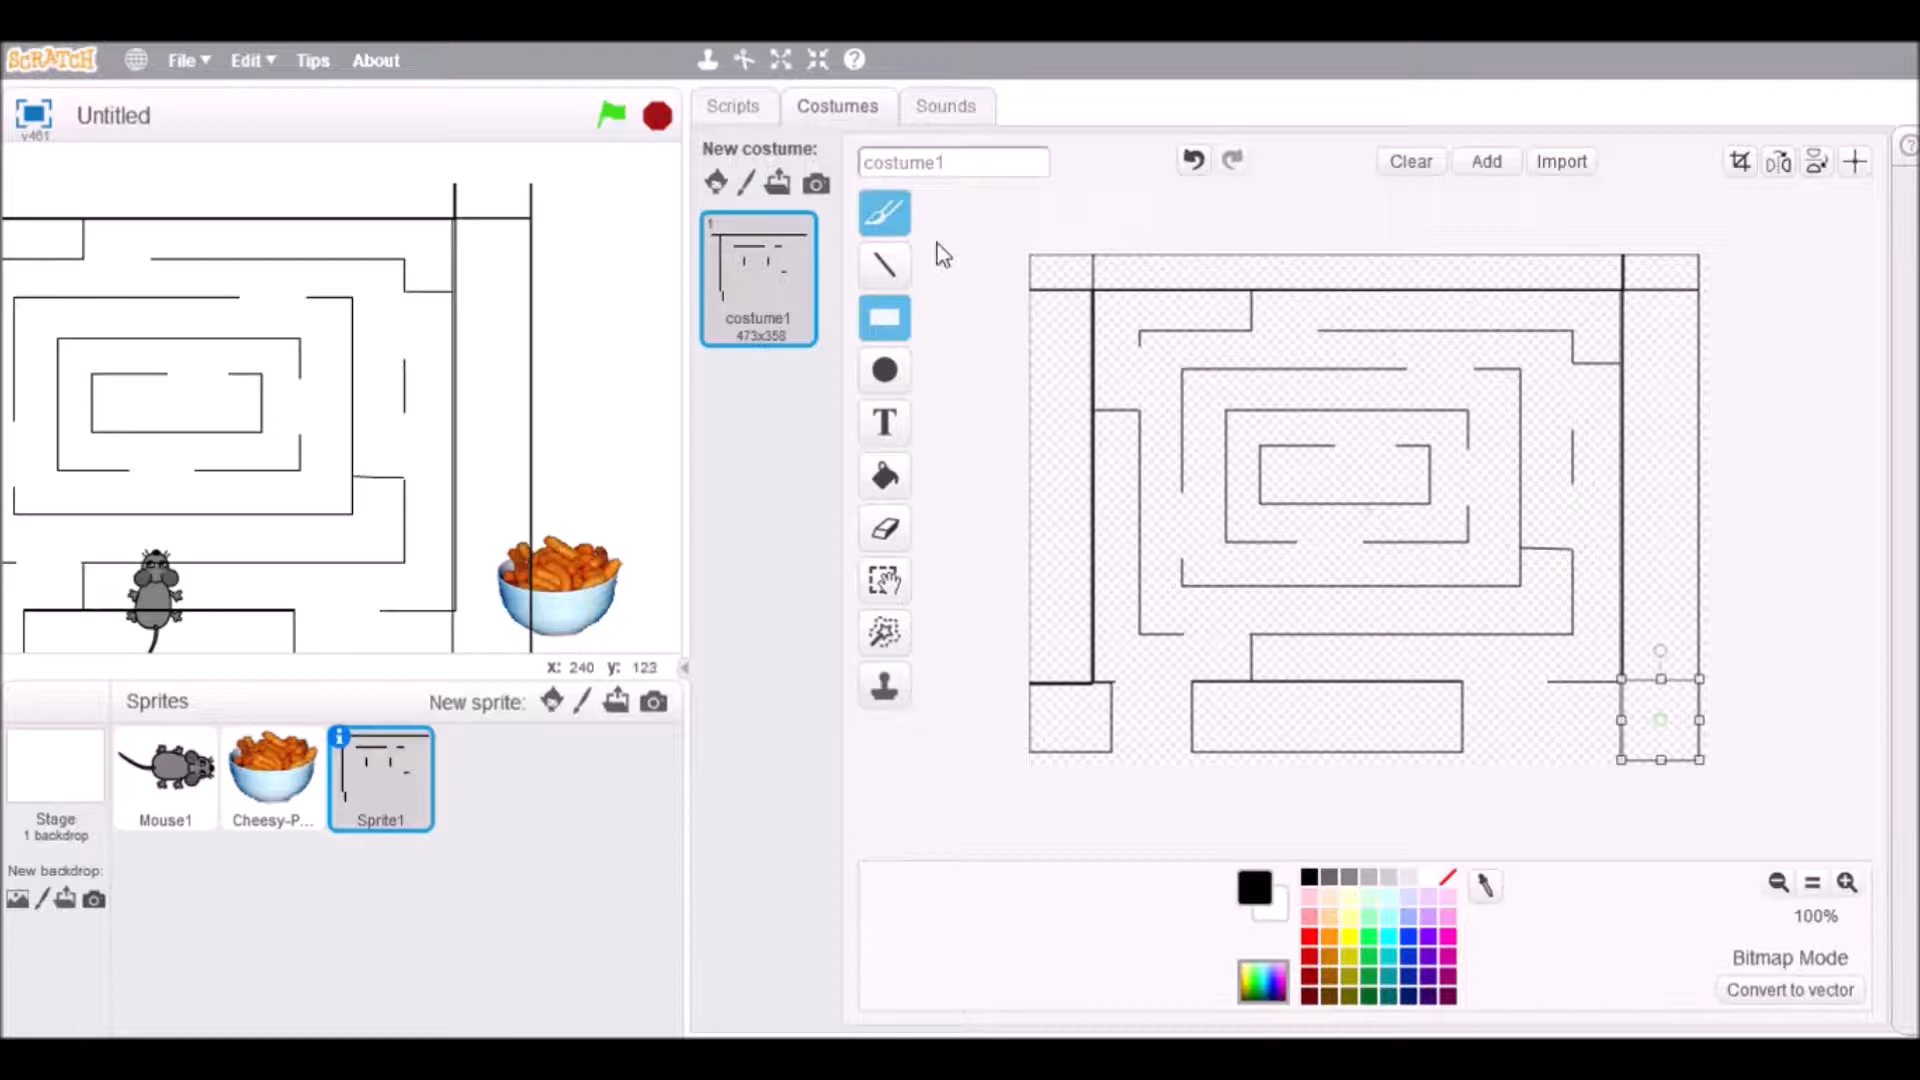 SCRATCH File Edit Tips About
v461 Untitled
Scripts Costumes Sounds
New costume:
costume1
Clear Add Import
1
costume1
473x358
T
x: 240 y: 123
Sprites New sprite:
Stage
1 backdrop
New backdrop:
Mouse1 Cheesy-P... Sprite1
100%
Bitmap Mode
Convert to vector